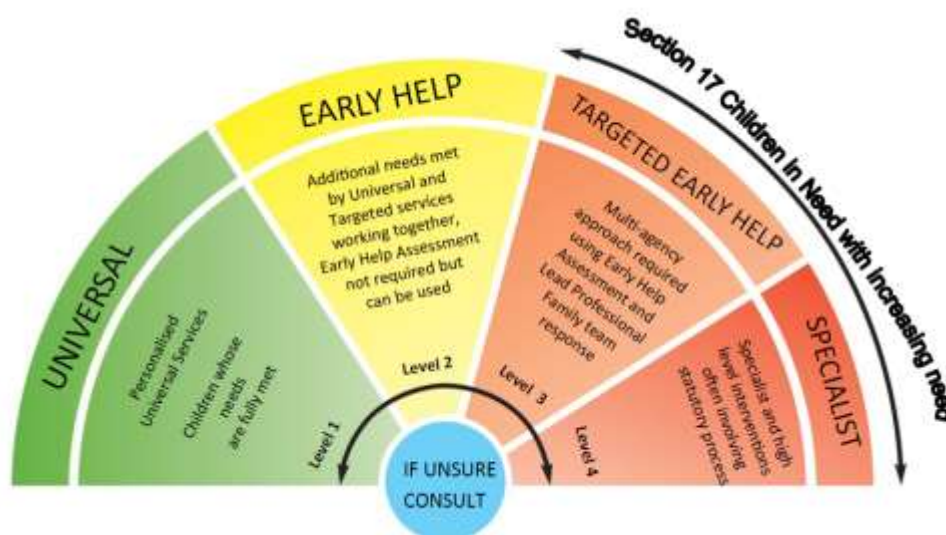 UNIVERSAL
Personalised
Universal Services
Children whose
needs
are fully met
Level 1
EARLY HELP
Additional needs met
by Universal and
Targeted services
working together,
Early Help Assessment
not required but
can be used
Level 2
TARGETED EARLY HELP
Multi-agency
approach required
using Early Help
Assessment and
Lead Professional
Family team
response
Level 3
SPECIALIST
Specialist and high
level interventions
often involving
statutory process
Level 4
Section 17 Children in Need with increasing need
IF UNSURE
CONSULT